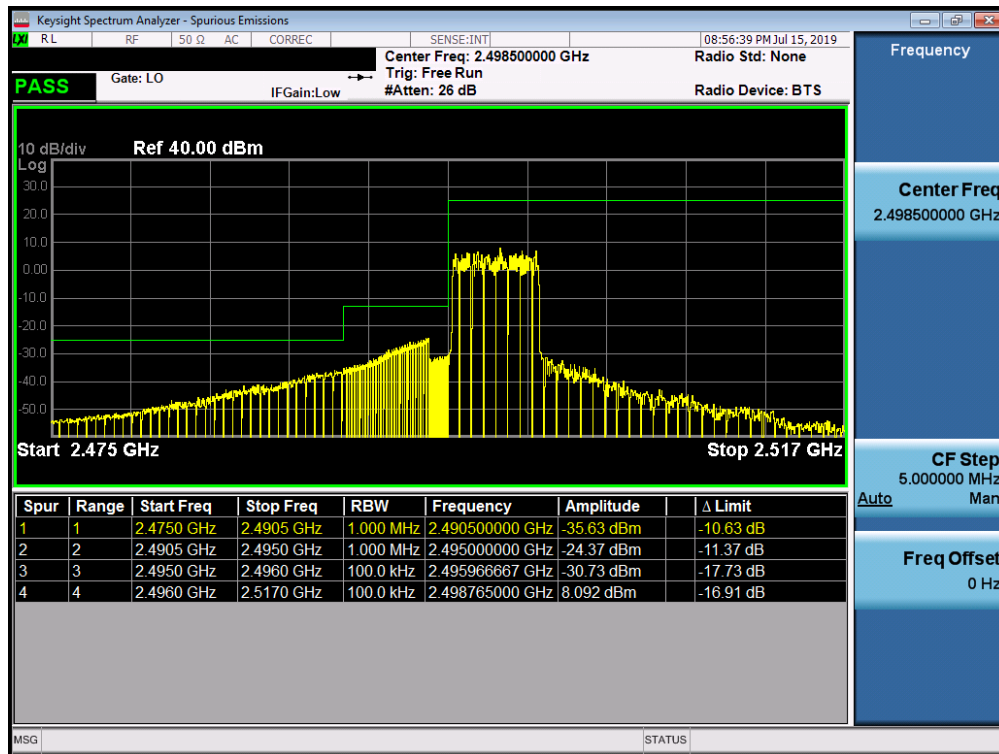 Keysight Spectrum Analyzer - Spurious Emissions
LXI RL RF 50 Ω AC CORREC SENSE:INT 08:56:39 PM Jul 15, 2019
Center Freq: 2.498500000 GHz Radio Std: None
Gate: LO Trig: Free Run
PASS IFGain:Low #Atten: 26 dB Radio Device: BTS
10 dB/div Ref 40.00 dBm
Log
30.0
20.0
10.0
0.00
-10.0
-20.0
-30.0
-40.0
-50.0
Start 2.475 GHz Stop 2.517 GHz
Spur Range Start Freq Stop Freq RBW Frequency Amplitude Δ Limit
1 1 2.4750 GHz 2.4905 GHz 1.000 MHz 2.490500000 GHz -35.63 dBm -10.63 dB
2 2 2.4905 GHz 2.4950 GHz 1.000 MHz 2.495000000 GHz -24.37 dBm -11.37 dB
3 3 2.4950 GHz 2.4960 GHz 100.0 kHz 2.495966667 GHz -30.73 dBm -17.73 dB
4 4 2.4960 GHz 2.5170 GHz 100.0 kHz 2.498765000 GHz 8.092 dBm -16.91 dB
MSG STATUS
Frequency
Center Freq
2.498500000 GHz
CF Step
5.000000 MHz
Auto Man
Freq Offset
0 Hz